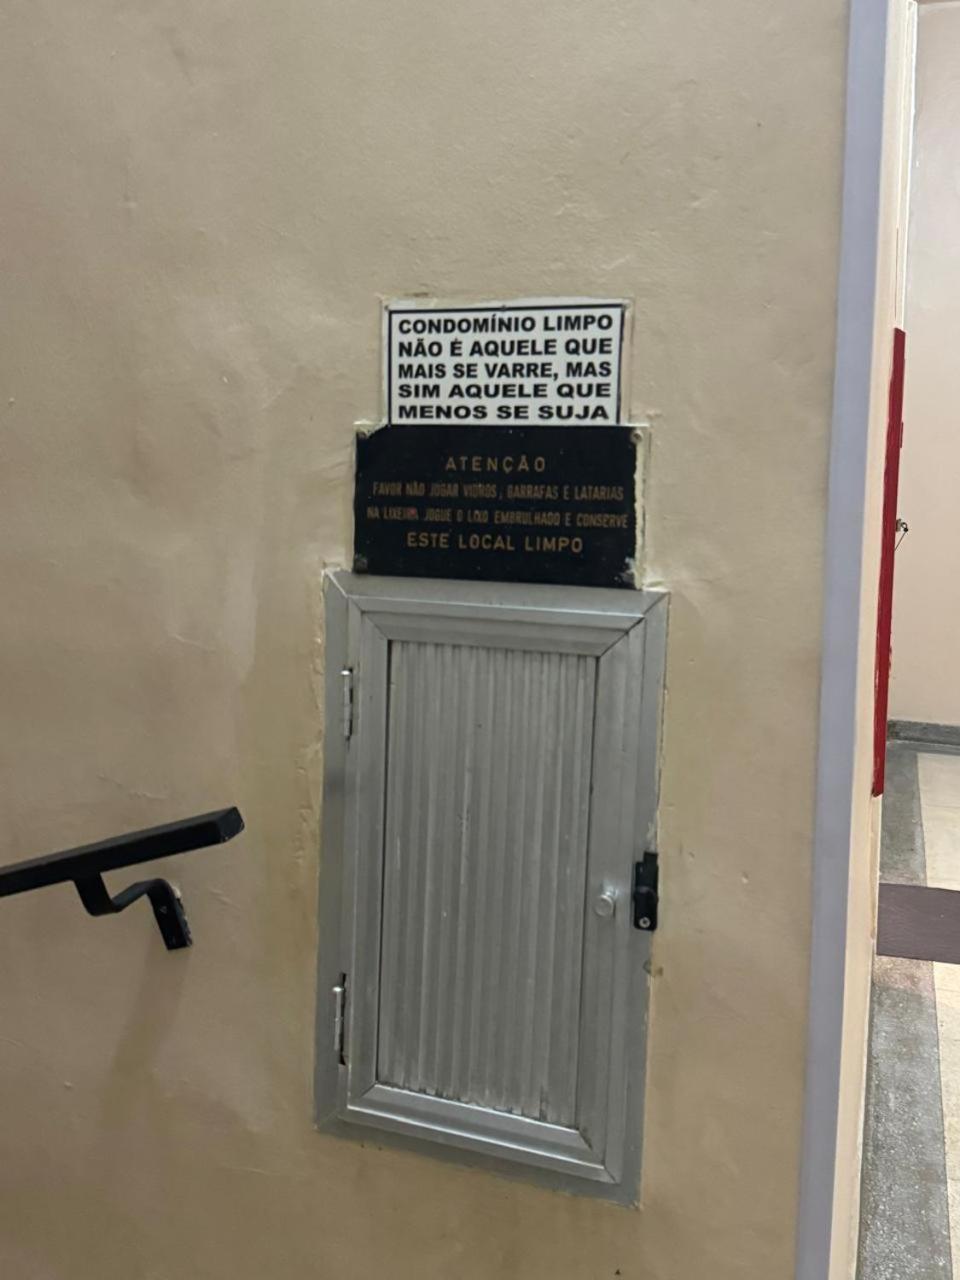 CONDOMÍNIO LIMPO
NÃO É AQUELE QUE
MAIS SE VARRE, MAS
SIM AQUELE QUE
MENOS SE SUJA
ATENÇÃO
FAVOR NÃO JOGAR VIDROS, GARRAFAS E LATARIAS
NA LIXEIRA JOGUE O LIXO EMBRULHADO E CONSERVE
ESTE LOCAL LIMPO